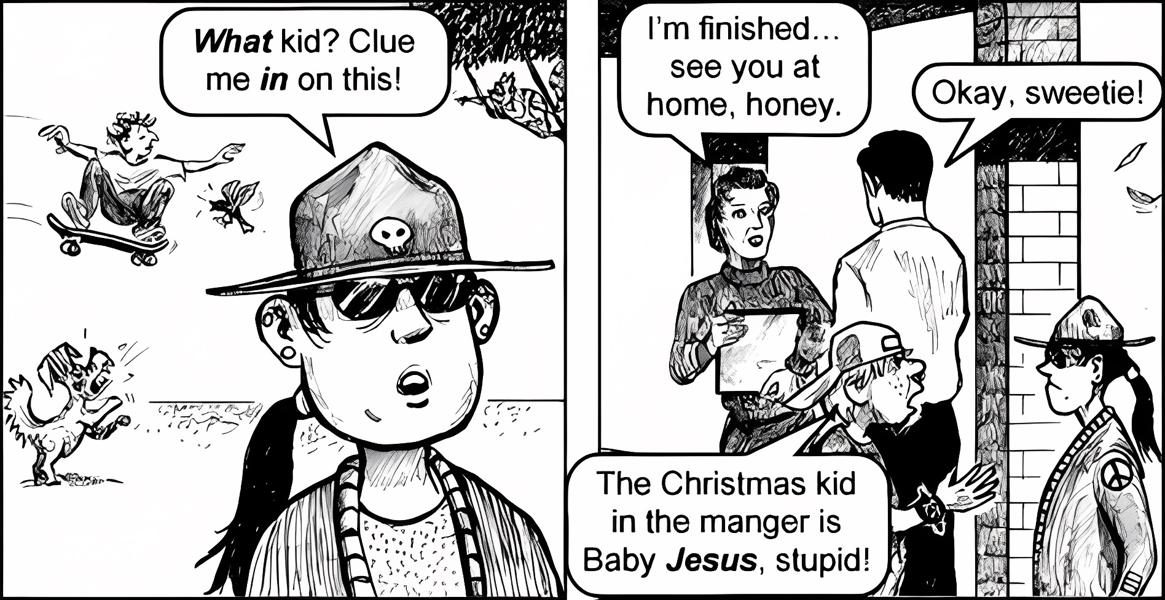 What kid? Clue
me in on this!
I'm finished...
see you at
home, honey.
Okay, sweetie!
The Christmas kid
in the manger is
Baby Jesus, stupid!